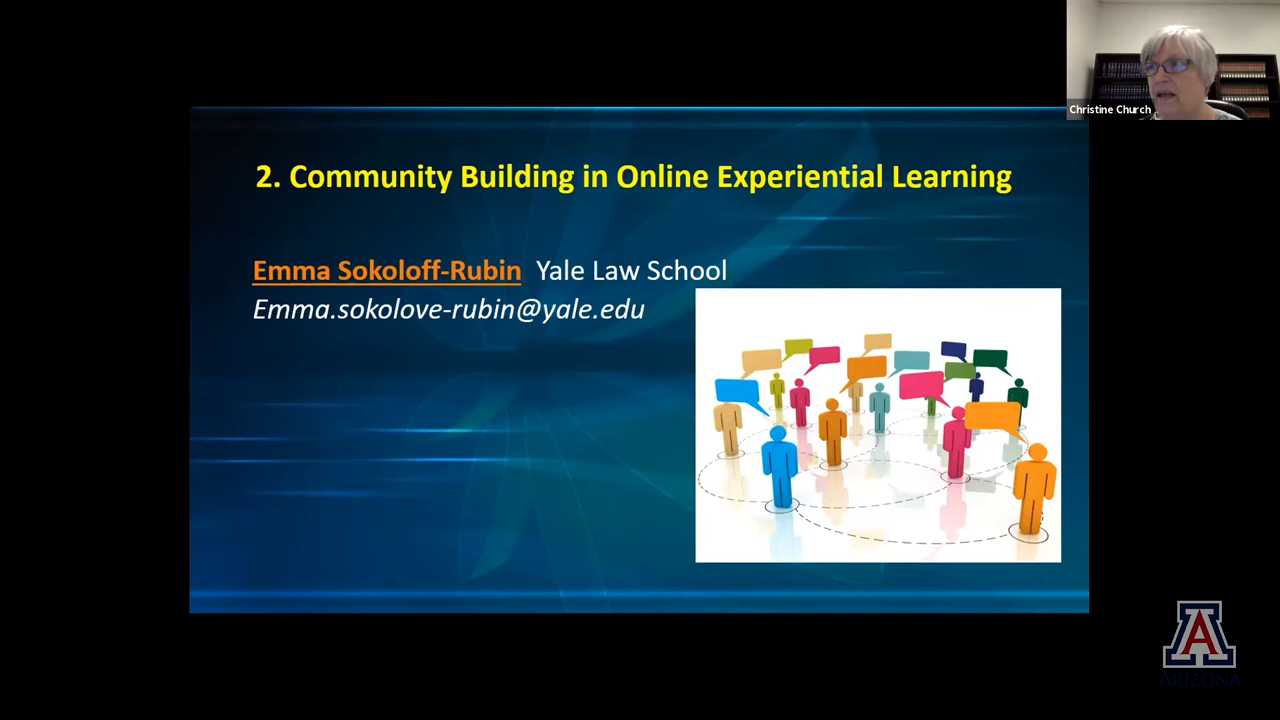 Christine Church
2. Community Building in Online Experiential Learning
Emma Sokoloff-Rubin Yale Law School
Emma.sokolove-rubin@yale.edu
A
ARIZONA